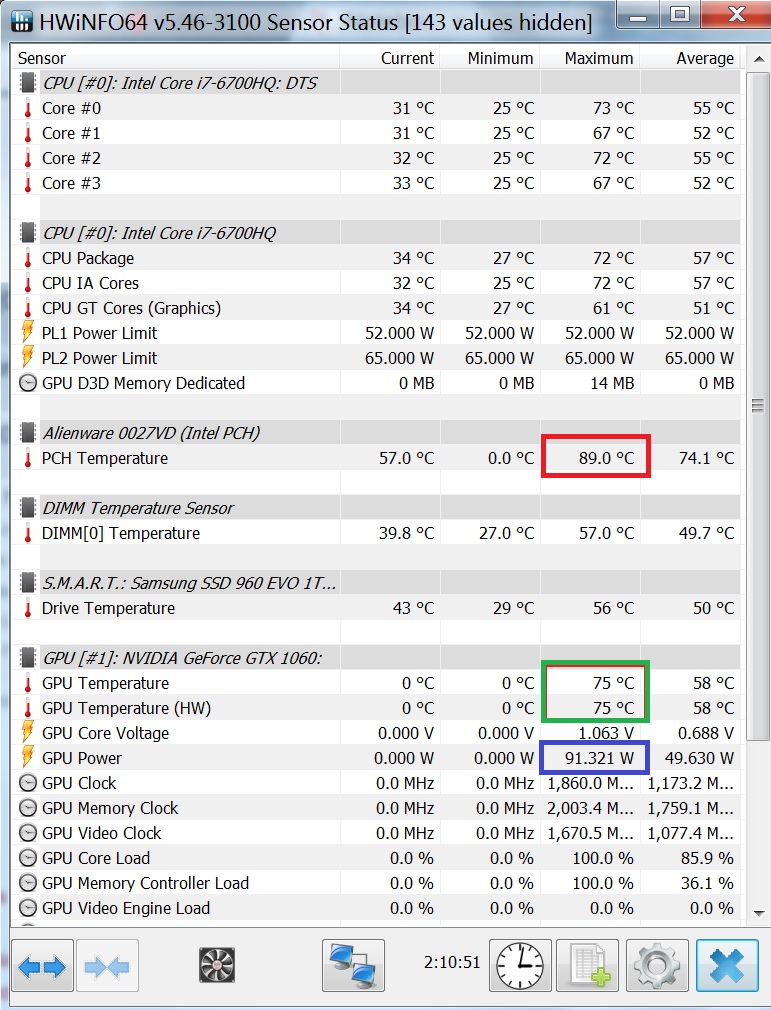 HWiNFO64 v5.46-3100 Sensor Status [143 values hidden]
Sensor Current Minimum Maximum Average
CPU [#0]: Intel Core i7-6700HQ: DTS
Core #0 31 °C 25 °C 73 °C 55 °C
Core #1 31 °C 25 °C 67 °C 52 °C
Core #2 32 °C 25 °C 72 °C 55 °C
Core #3 33 °C 25 °C 67 °C 52 °C
CPU [#0]: Intel Core i7-6700HQ
CPU Package 34 °C 27 °C 72 °C 57 °C
CPU IA Cores 32 °C 25 °C 72 °C 57 °C
CPU GT Cores (Graphics) 34 °C 27 °C 61 °C 51 °C
PL1 Power Limit 52.000 W 52.000 W 52.000 W 52.000 W
PL2 Power Limit 65.000 W 65.000 W 65.000 W 65.000 W
GPU D3D Memory Dedicated 0 MB 0 MB 14 MB 0 MB
Alienware 0027VD (Intel PCH)
PCH Temperature 57.0 °C 0.0 °C 89.0 °C 74.1 °C
DIMM Temperature Sensor
DIMM[0] Temperature 39.8 °C 27.0 °C 57.0 °C 49.7 °C
S.M.A.R.T.: Samsung SSD 960 EVO 1T...
Drive Temperature 43 °C 29 °C 56 °C 50 °C
GPU [#1]: NVIDIA GeForce GTX 1060:
GPU Temperature 0 °C 0 °C 75 °C 58 °C
GPU Temperature (HW) 0 °C 0 °C 75 °C 58 °C
GPU Core Voltage 0.000 V 0.000 V 1.063 V 0.688 V
GPU Power 0.000 W 0.000 W 91.321 W 49.630 W
GPU Clock 0.0 MHz 0.0 MHz 1,860.0 M... 1,173.2 M...
GPU Memory Clock 0.0 MHz 0.0 MHz 2,003.4 M... 1,759.1 M...
GPU Video Clock 0.0 MHz 0.0 MHz 1,670.5 M... 1,077.4 M...
GPU Core Load 0.0 % 0.0 % 100.0 % 85.9 %
GPU Memory Controller Load 0.0 % 0.0 % 100.0 % 36.1 %
GPU Video Engine Load 0.0 % 0.0 % 0.0 % 0.0 %
2:10:51